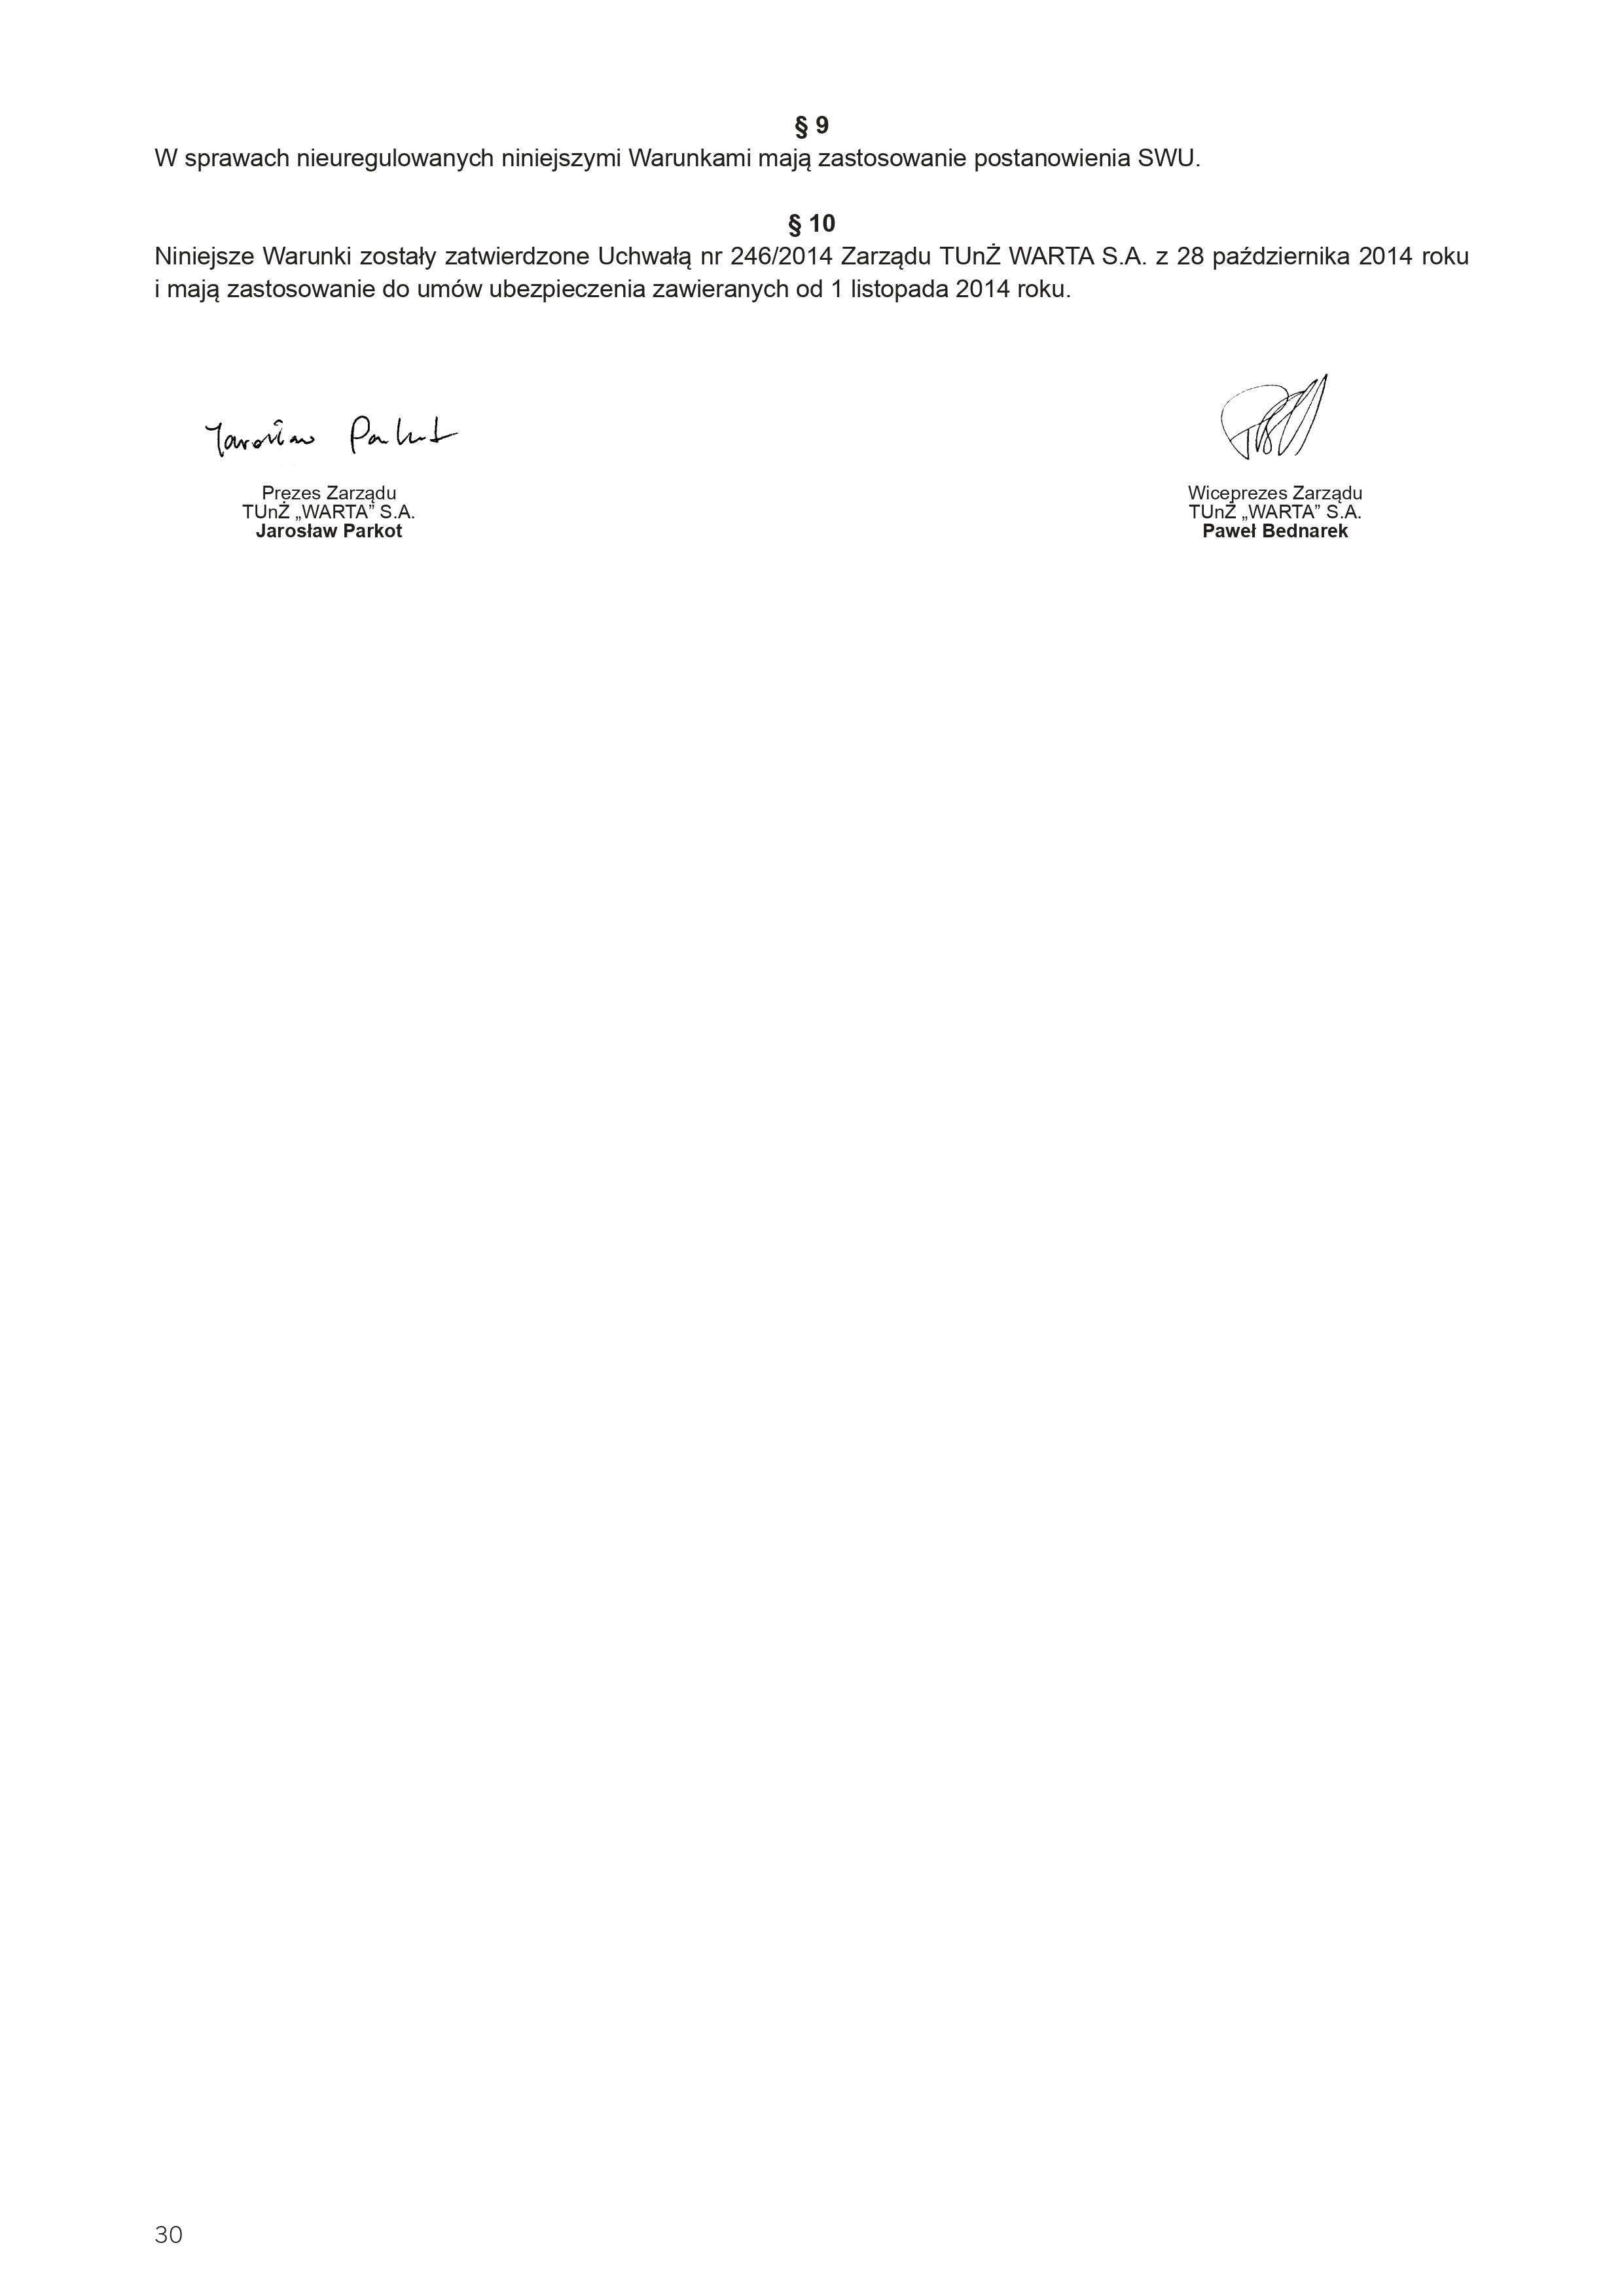 § 9
W sprawach nieuregulowanych niniejszymi Warunkami mają zastosowanie postanowienia SWU.
§ 10
Niniejsze Warunki zostały zatwierdzone Uchwałą nr 246/2014 Zarządu TUnŻ WARTA S.A. z 28 października 2014 roku
i mają zastosowanie do umów ubezpieczenia zawieranych od 1 listopada 2014 roku.
Jarosław Parkot
Prezes Zarządu
TUnŻ „WARTA” S.A.
Jarosław Parkot
Wiceprezes Zarządu
TUnŻ „WARTA” S.A.
Paweł Bednarek
30